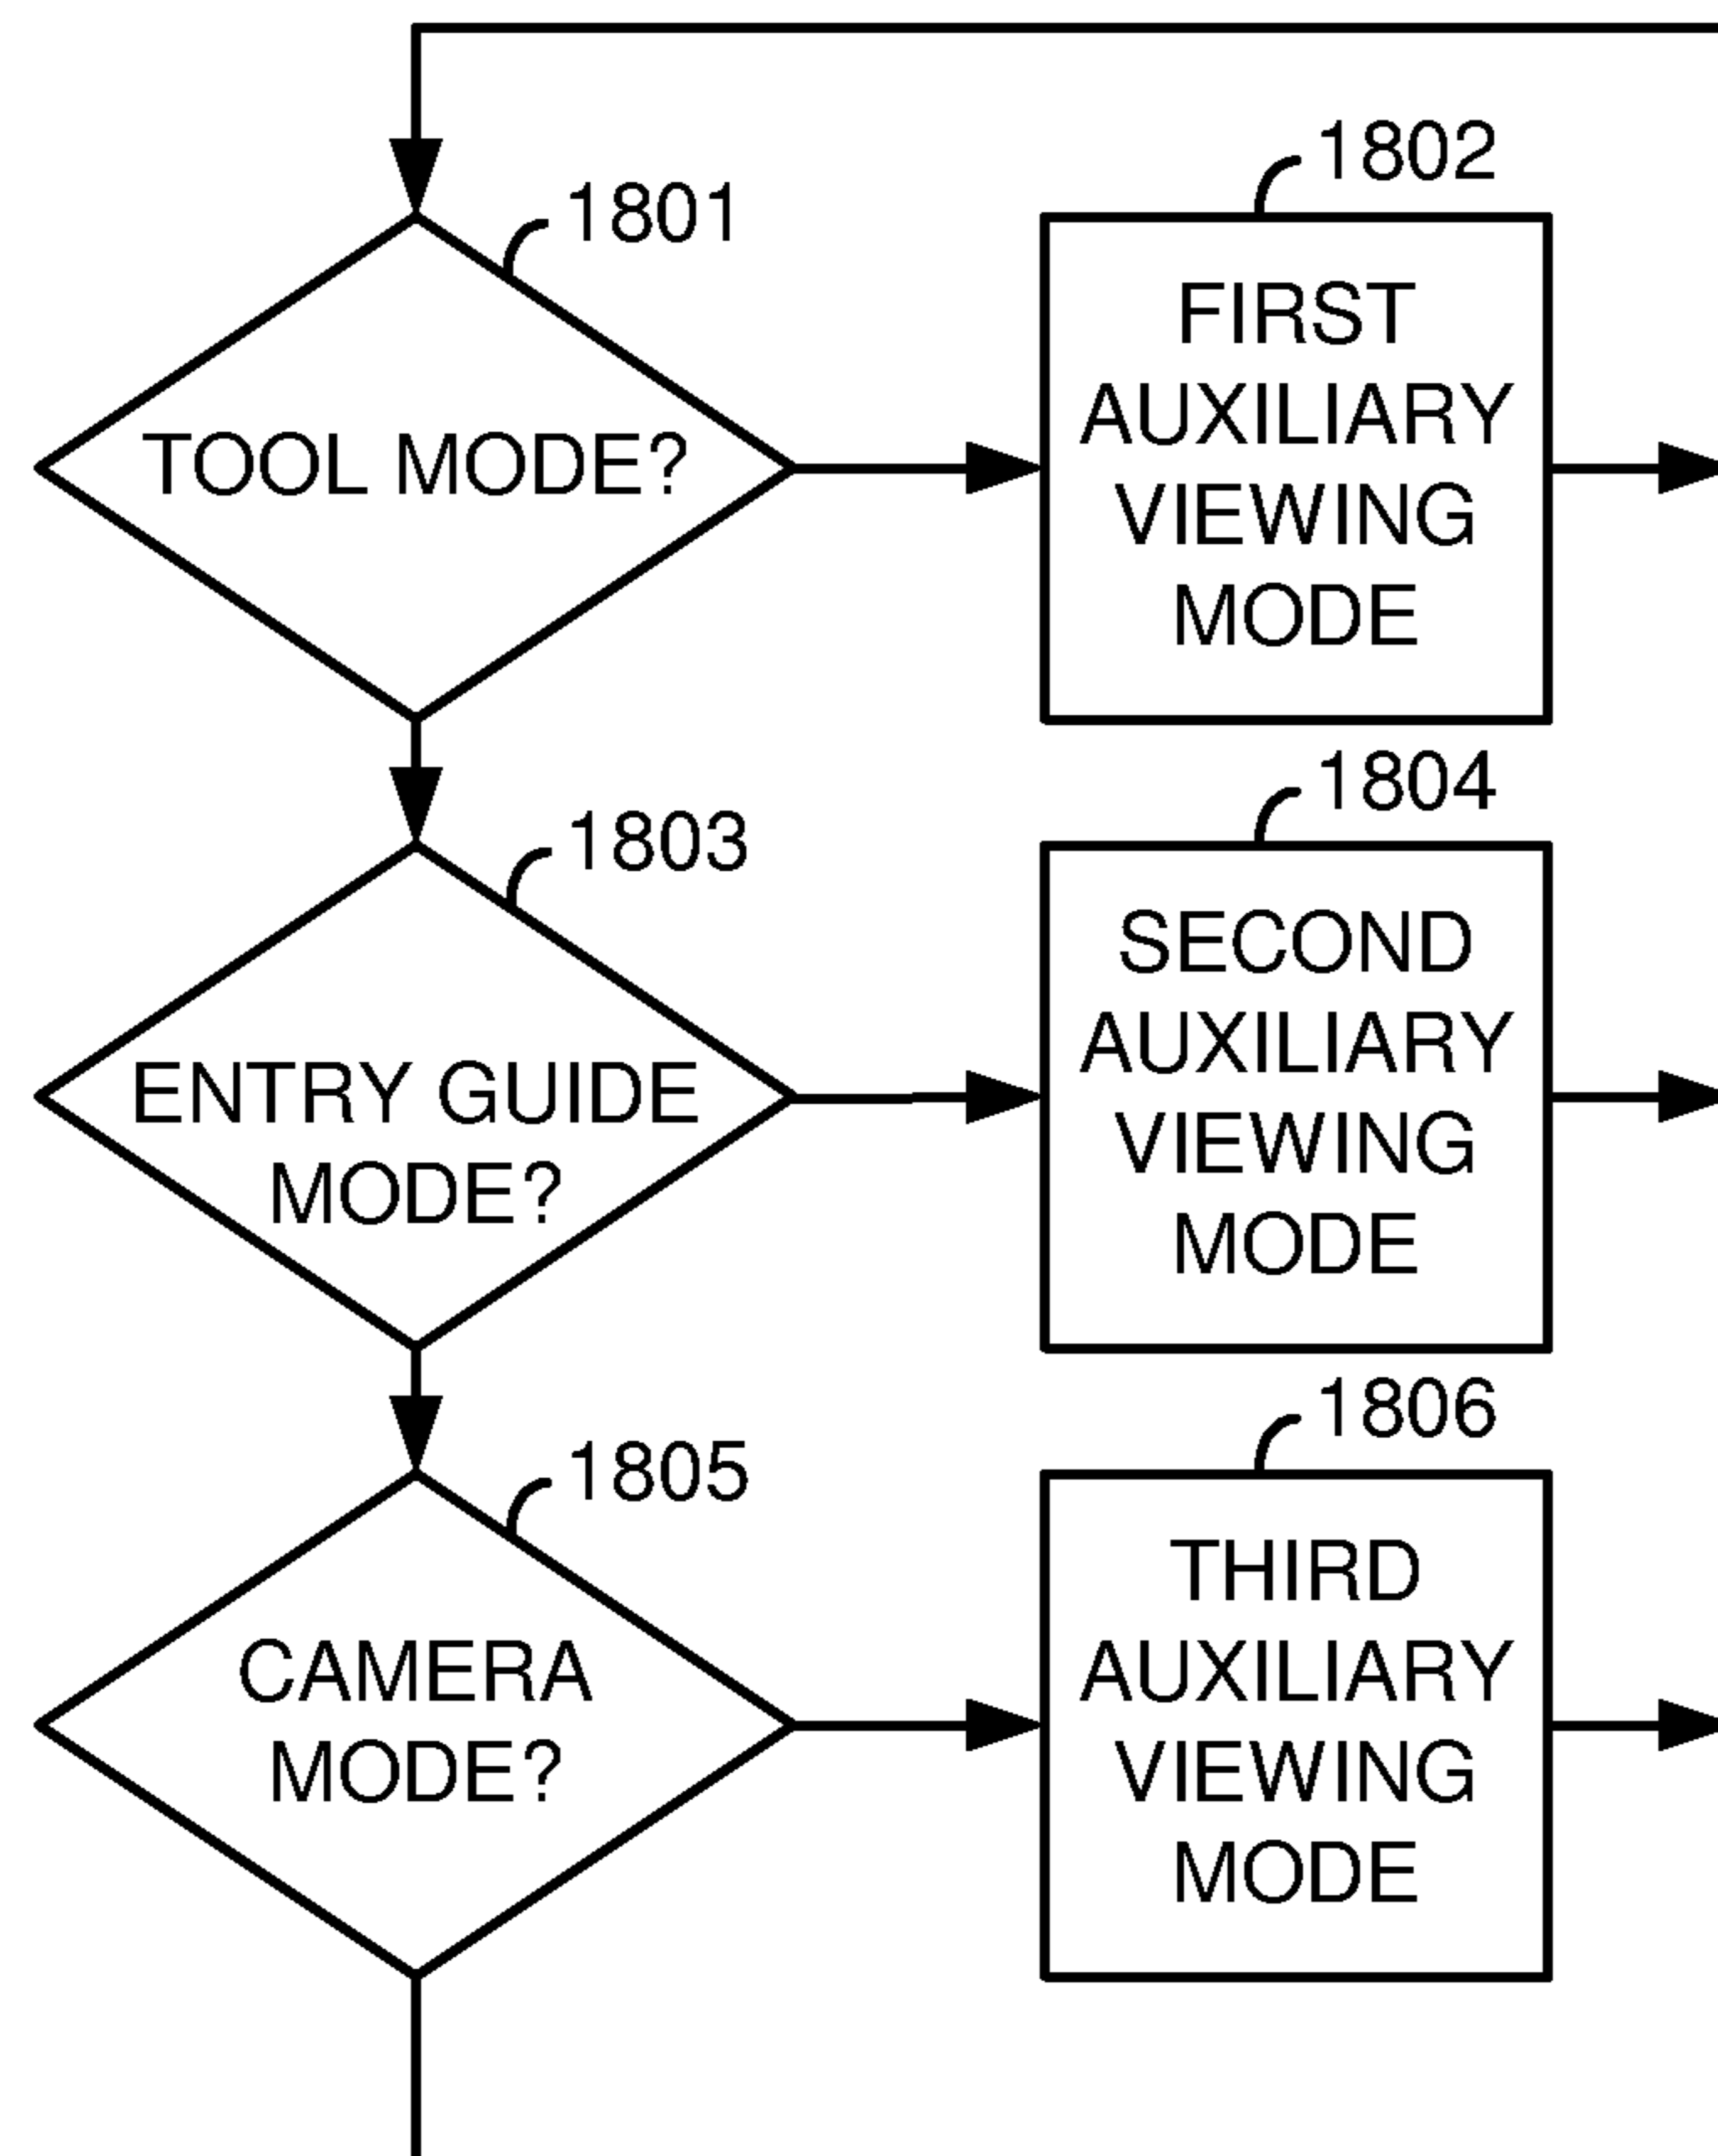 1801
TOOL MODE?
1802
FIRST
AUXILIARY
VIEWING
MODE
1803
ENTRY GUIDE
MODE?
1804
SECOND
AUXILIARY
VIEWING
MODE
1805
CAMERA
MODE?
1806
THIRD
AUXILIARY
VIEWING
MODE